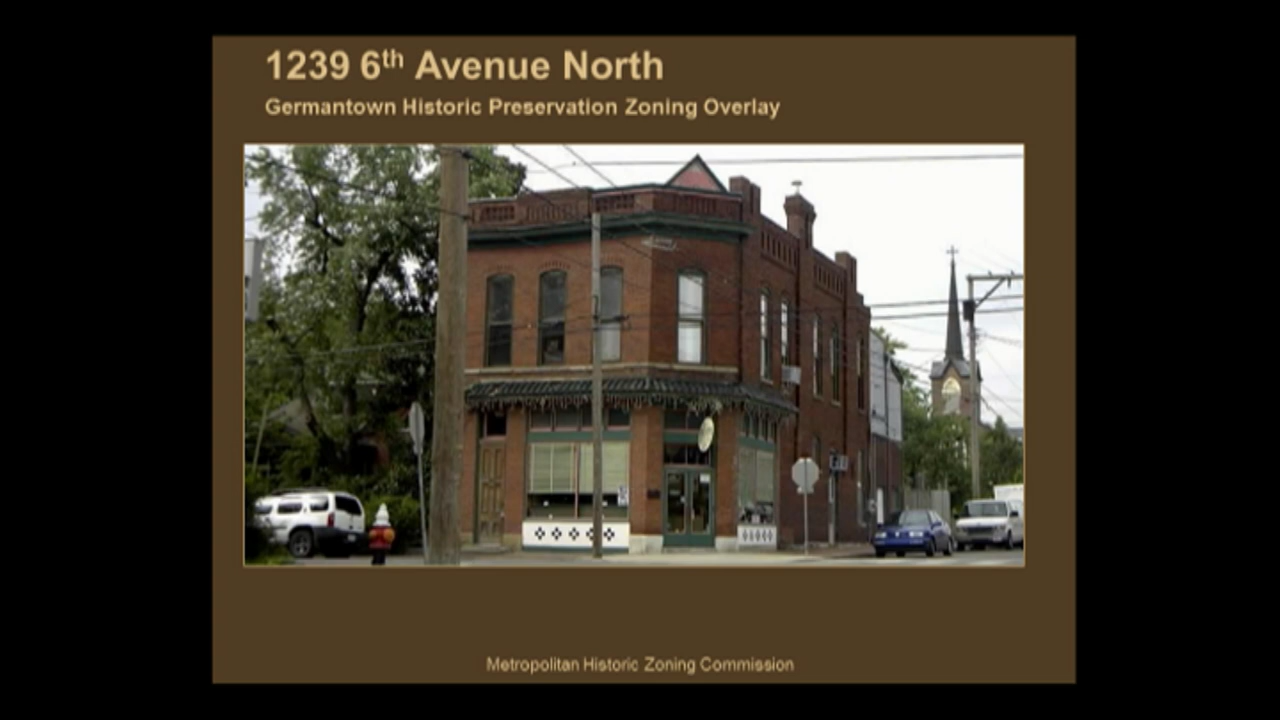 1239 6th Avenue North
Germantown Historic Preservation Zoning Overlay
Metropolitan Historic Zoning Commission